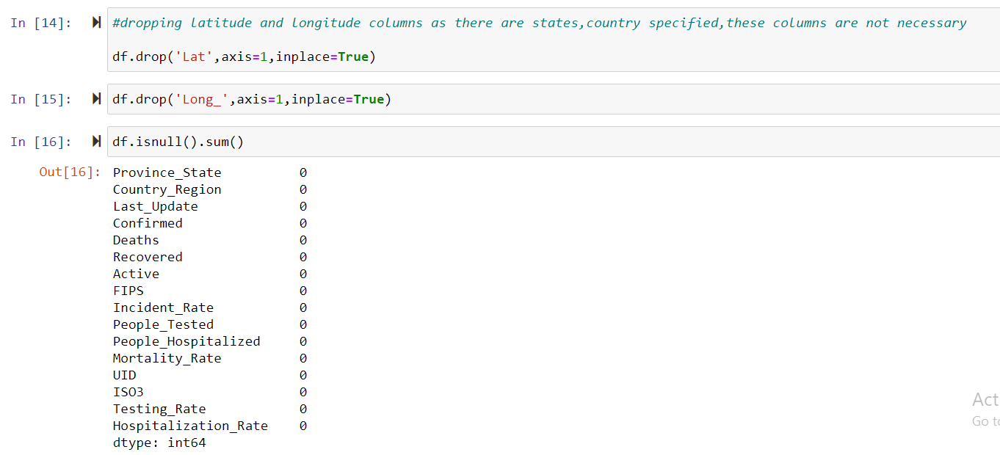 In [14]:
#dropping latitude and longitude columns as there are states,country specified,these columns are not necessary
df.drop('Lat',axis=1,inplace=True)
In [15]:
df.drop('Long_',axis=1,inplace=True)
In [16]:
df.isnull().sum()
Out[16]:
Province_State 0
Country_Region 0
Last_Update 0
Confirmed 0
Deaths 0
Recovered 0
Active 0
FIPS 0
Incident_Rate 0
People_Tested 0
People_Hospitalized 0
Mortality_Rate 0
UID 0
ISO3 0
Testing_Rate 0
Hospitalization_Rate 0
dtype: int64
Act
Go to